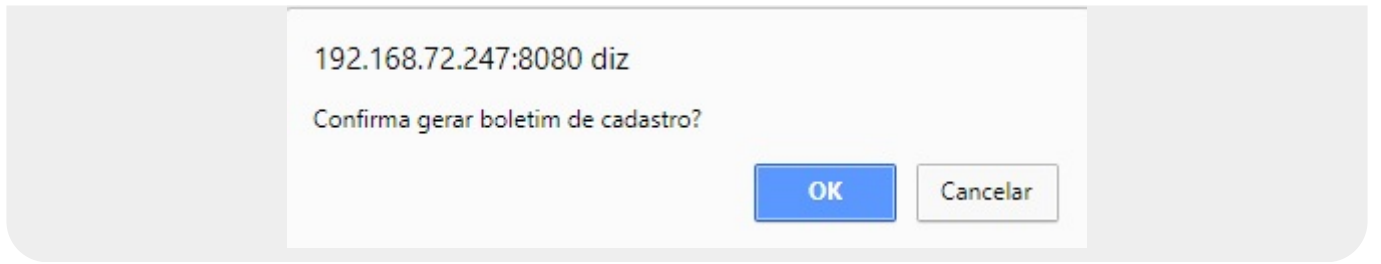 192.168.72.247:8080 diz
Confirma gerar boletim de cadastro?
OK Cancelar